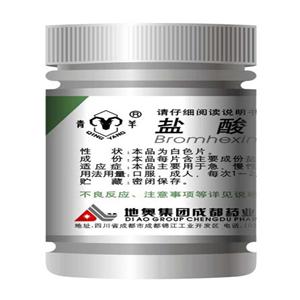 请仔细阅读说明书
青羊
QING YANG
®
盐酸
Bromhexin
性状:本品为白色片。
成份:本品每片含主要成份盐
适应症:本品主要用于急、慢性
用法用量:口服,成人,每次1-
贮藏:密闭保存。
不良反应、注意事项等详见说明
地奥集团成都药业
DIAO GROUP CHENGDU PHAR
地址:四川省成都市成都锦江工业开发区